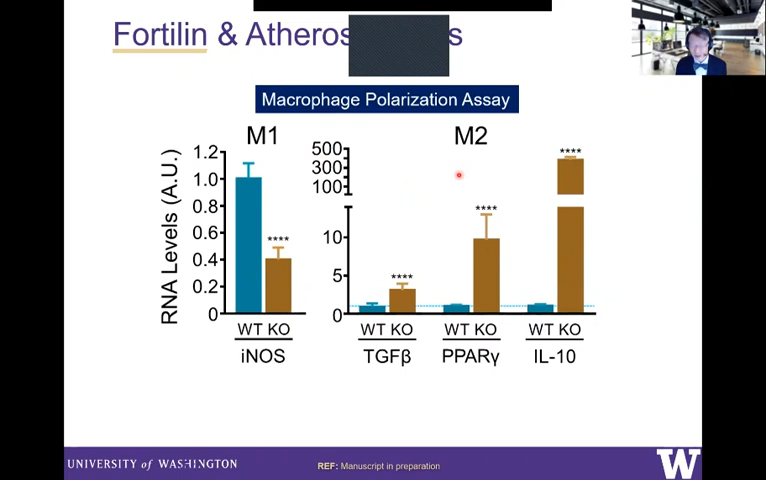 Fortilin & Atheros s
Macrophage Polarization Assay
M1 M2
RNA Levels (A.U.)
1.2
1.0
0.8
0.6
0.4
0.2
0
****
500
300
100
10
5
0
**** **** ****
WT KO WT KO WT KO WT KO
iNOS TGFβ PPARγ IL-10
UNIVERSITY of WASHINGTON
REF: Manuscript in preparation
W